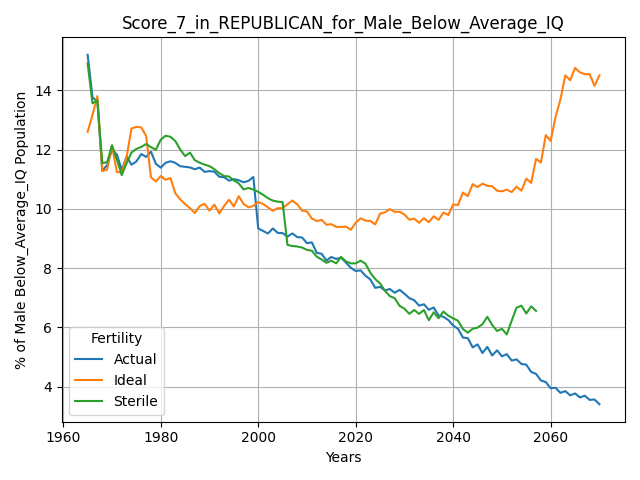 Score_7_in_REPUBLICAN_for_Male_Below_Average_IQ
% of Male Below_Average_IQ Population
14
12
10
8
6
4
Fertility
Actual
Ideal
Sterile
1960
1980
2000
2020
2040
2060
Years